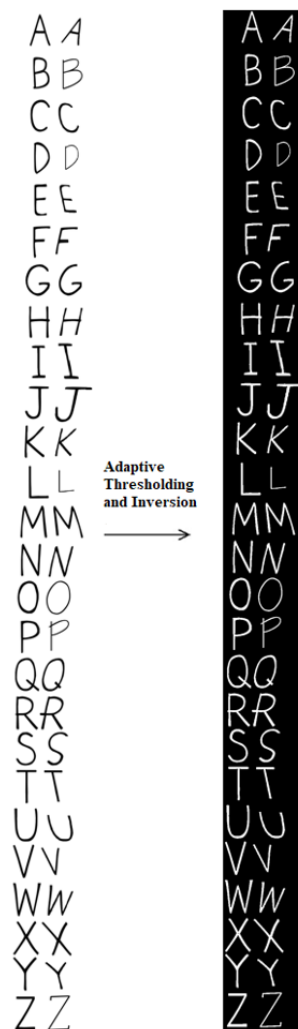 A A A A
B B B B
C C C C
D D D D
E E E E
F F F F
G G G G
H H H H
I I I I
J J J J
K K K K
L L L L
Adaptive
Thresholding
and Inversion
M M M M
N N N N
O O O O
P P P P
Q Q Q Q
R R R R
S S S S
T T T T
U U U U
V V V V
W W W W
X X X X
Y Y Y Y
Z Z Z Z